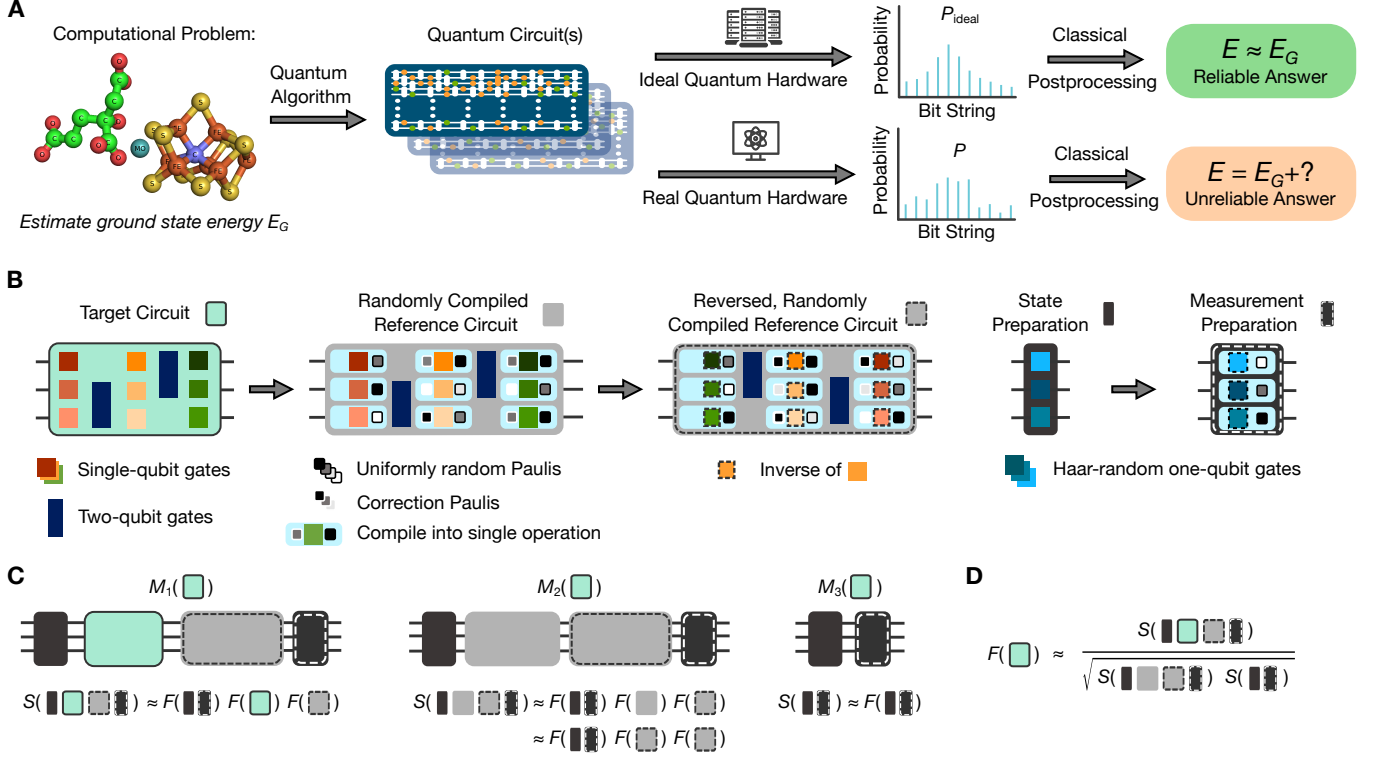 A
Computational Problem:
Estimate ground state energy E_G
Quantum
Algorithm
Quantum Circuit(s)
Ideal Quantum Hardware
Real Quantum Hardware
Probability
P_ideal
Bit String
Probability
P
Bit String
Classical
Postprocessing
Classical
Postprocessing
E ≈ E_G
Reliable Answer
E = E_G+?
Unreliable Answer
B
Target Circuit
Randomly Compiled
Reference Circuit
Reversed, Randomly
Compiled Reference Circuit
State
Preparation
Measurement
Preparation
Single-qubit gates
Two-qubit gates
Uniformly random Paulis
Correction Paulis
Compile into single operation
Inverse of
Haar-random one-qubit gates
C
M_1( )
S( ) ≈ F( ) F( ) F( )
M_2( )
S( ) ≈ F( ) F( ) F( )
≈ F( ) F( ) F( )
M_3( )
S( ) ≈ F( )
D
F( ) ≈ S( ) / √ S( ) S( )